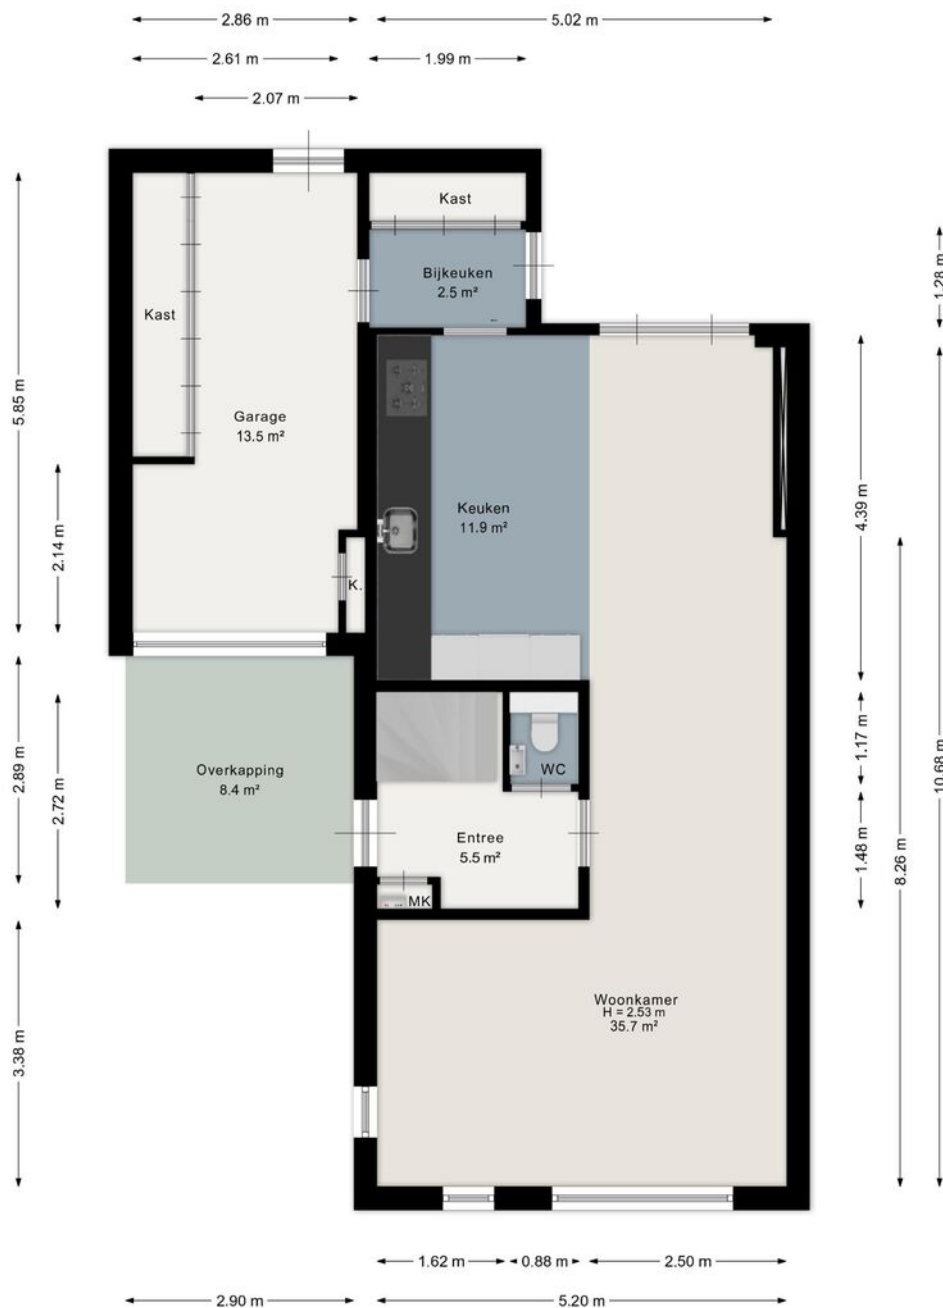 2.86 m
5.02 m
2.61 m
1.99 m
2.07 m
Kast
Bijkeuken
2.5 m²
1.28 m
Kast
5.85 m
Garage
13.5 m²
2.14 m
Keuken
11.9 m²
4.39 m
K.
10.68 m
2.89 m
2.72 m
Overkapping
8.4 m²
WC
1.17 m
Entree
5.5 m²
1.48 m
8.26 m
MK
Woonkamer
H = 2.53 m
35.7 m²
3.38 m
1.62 m
0.88 m
2.50 m
2.90 m
5.20 m